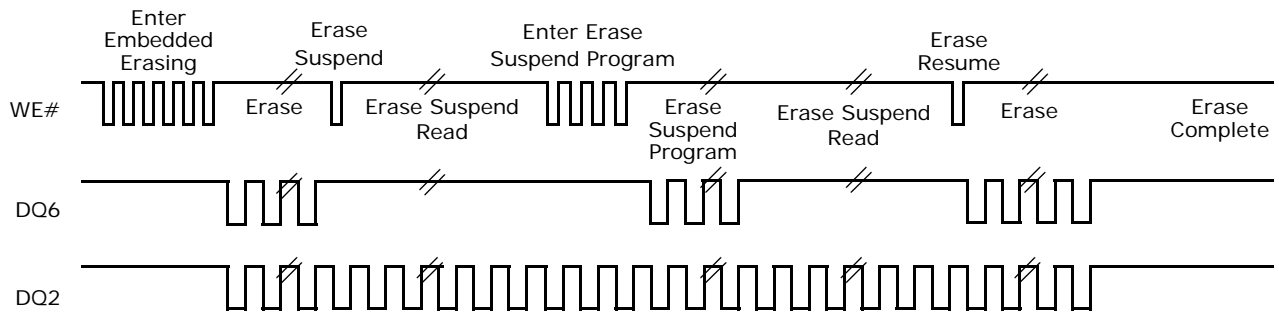 Enter
Embedded
Erasing
Erase
Suspend
Enter Erase
Suspend Program
Erase
Resume
WE#
Erase
Erase Suspend
Read
Erase
Suspend
Program
Erase Suspend
Read
Erase
Erase
Complete
DQ6
DQ2